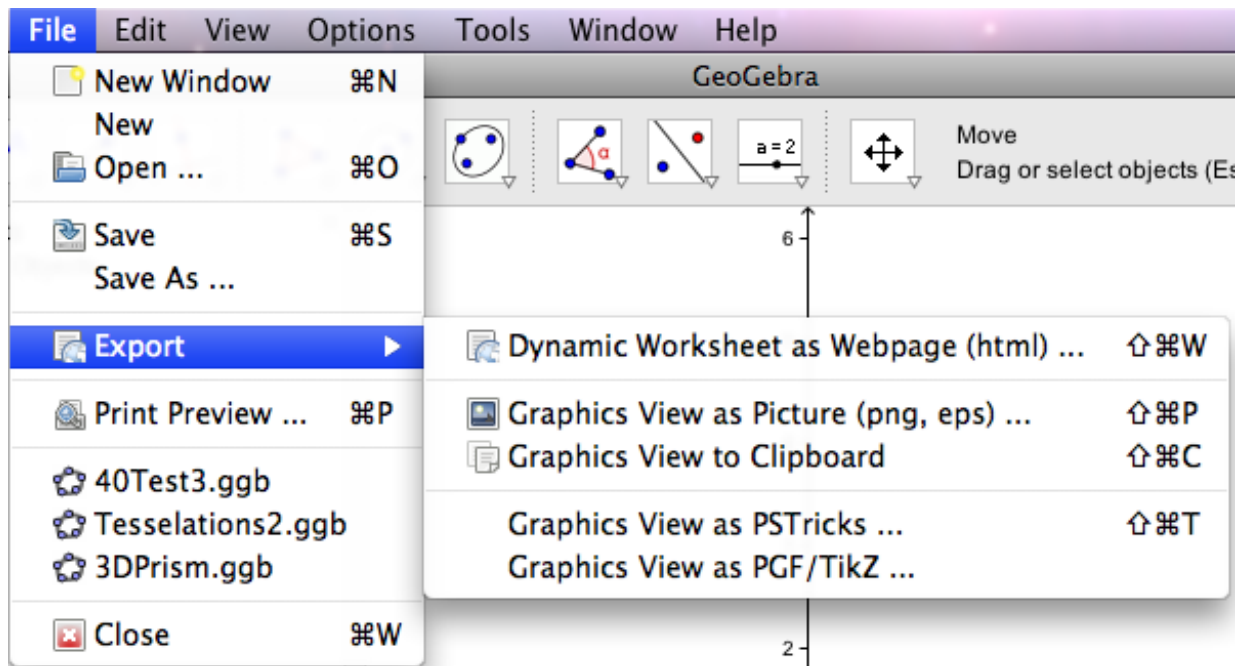 File Edit View Options Tools Window Help
GeoGebra
New Window ⌘N
New
Open ... ⌘O
Save ⌘S
Save As ...
Export
Print Preview ... ⌘P
40Test3.ggb
Tesselations2.ggb
3DPrism.ggb
Close ⌘W
α
a = 2
Move
Drag or select objects (Es
6
Dynamic Worksheet as Webpage (html) ... ⇧⌘W
Graphics View as Picture (png, eps) ... ⇧⌘P
Graphics View to Clipboard ⇧⌘C
Graphics View as PSTricks ... ⇧⌘T
Graphics View as PGF/TikZ ...
2